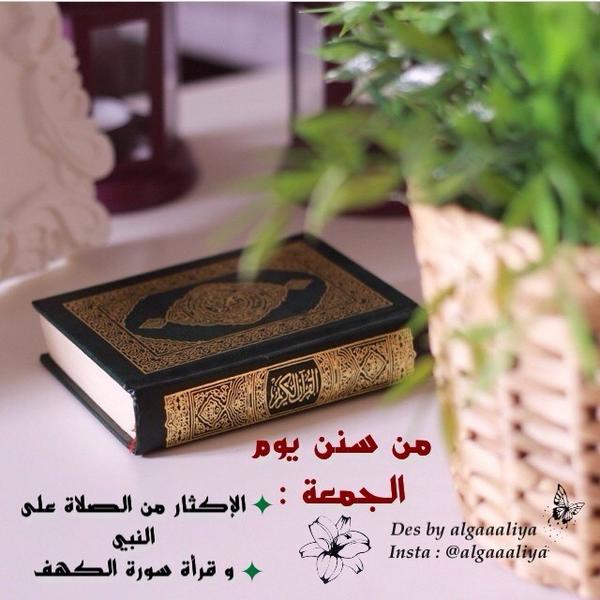 القرآن الكريم
من سنن يوم
الجمعة :
الإكثار من الصلاة على
النبي
و قرأة سورة الكهف
Des by algaaaliya
Insta : @algaaaliya